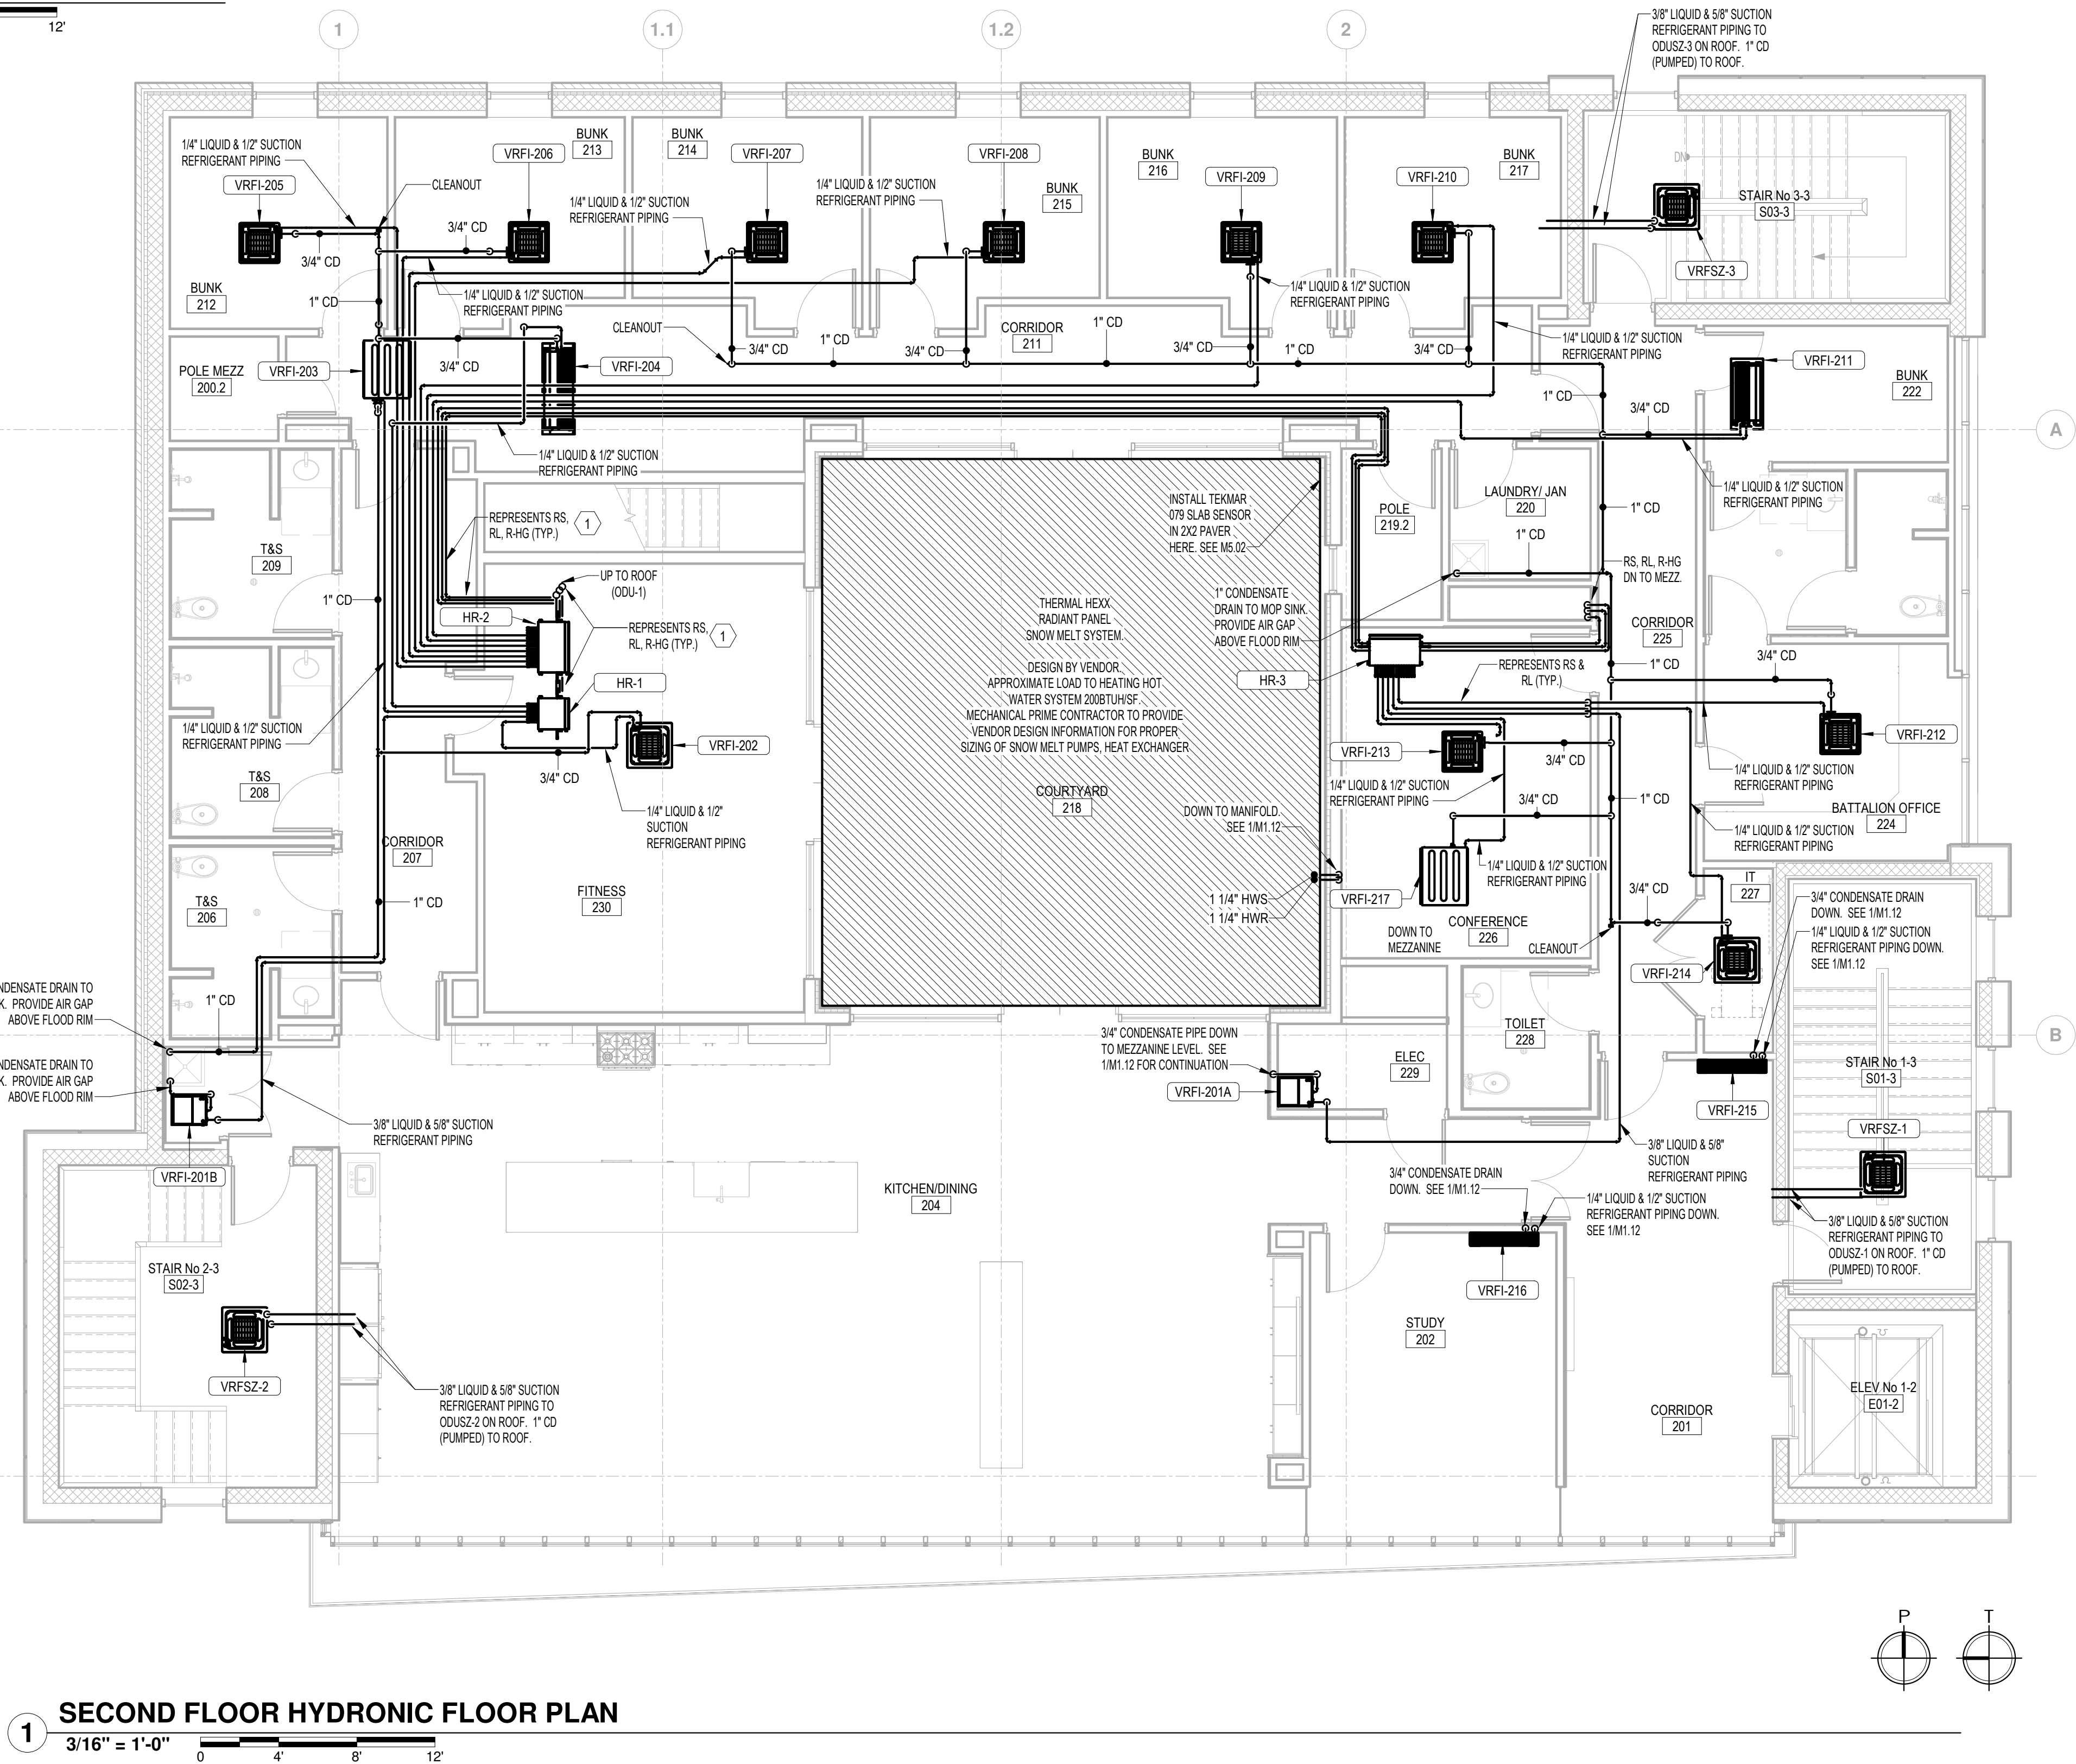 12'
1
1.1
1.2
2
3/8" LIQUID & 5/8" SUCTION
REFRIGERANT PIPING TO
ODUSZ-3 ON ROOF. 1" CD
(PUMPED) TO ROOF.
1/4" LIQUID & 1/2" SUCTION
REFRIGERANT PIPING
VRFI-205
CLEANOUT
VRFI-206
BUNK
213
BUNK
214
VRFI-207
VRFI-208
BUNK
215
BUNK
216
VRFI-209
VRFI-210
BUNK
217
DN
STAIR No 3-3
S03-3
VRFSZ-3
3/4" CD
3/4" CD
1/4" LIQUID & 1/2" SUCTION
REFRIGERANT PIPING
1/4" LIQUID & 1/2" SUCTION
REFRIGERANT PIPING
BUNK
212
1" CD
1/4" LIQUID & 1/2" SUCTION
REFRIGERANT PIPING
CLEANOUT
1/4" LIQUID & 1/2" SUCTION
REFRIGERANT PIPING
CORRIDOR
211
1" CD
1" CD
3/4" CD
3/4" CD
3/4" CD
1" CD
3/4" CD
1/4" LIQUID & 1/2" SUCTION
REFRIGERANT PIPING
POLE MEZZ
200.2
VRFI-203
3/4" CD
VRFI-204
VRFI-211
BUNK
222
1" CD
3/4" CD
A
1/4" LIQUID & 1/2" SUCTION
REFRIGERANT PIPING
1/4" LIQUID & 1/2" SUCTION
REFRIGERANT PIPING
INSTALL TEKMAR
079 SLAB SENSOR
IN 2X2 PAVER
HERE. SEE M5.02
POLE
219.2
LAUNDRY/ JAN
220
1" CD
1" CD
REPRESENTS RS,
RL, R-HG (TYP.)
1
T&S
209
1" CD
UP TO ROOF
(ODU-1)
HR-2
REPRESENTS RS,
RL, R-HG (TYP.)
1
HR-1
THERMAL HEXX
RADIANT PANEL
SNOW MELT SYSTEM.
DESIGN BY VENDOR.
APPROXIMATE LOAD TO HEATING HOT
WATER SYSTEM 200BTUH/SF.
MECHANICAL PRIME CONTRACTOR TO PROVIDE
VENDOR DESIGN INFORMATION FOR PROPER
SIZING OF SNOW MELT PUMPS, HEAT EXCHANGER
1" CONDENSATE
DRAIN TO MOP SINK.
PROVIDE AIR GAP
ABOVE FLOOD RIM
RS, RL, R-HG
DN TO MEZZ.
CORRIDOR
225
HR-3
REPRESENTS RS &
RL (TYP.)
1" CD
3/4" CD
1/4" LIQUID & 1/2" SUCTION
REFRIGERANT PIPING
VRFI-202
3/4" CD
VRFI-213
3/4" CD
VRFI-212
T&S
208
1/4" LIQUID & 1/2"
SUCTION
REFRIGERANT PIPING
COURTYARD
218
1/4" LIQUID & 1/2" SUCTION
REFRIGERANT PIPING
3/4" CD
1" CD
1/4" LIQUID & 1/2" SUCTION
REFRIGERANT PIPING
BATTALION OFFICE
224
1/4" LIQUID & 1/2" SUCTION
REFRIGERANT PIPING
DOWN TO MANIFOLD.
SEE 1/M1.12
CORRIDOR
207
FITNESS
230
1/4" LIQUID & 1/2" SUCTION
REFRIGERANT PIPING
T&S
206
1" CD
1 1/4" HWS
1 1/4" HWR
VRFI-217
CONFERENCE
226
DOWN TO
MEZZANINE
3/4" CD
CLEANOUT
IT
227
3/4" CONDENSATE DRAIN
DOWN. SEE 1/M1.12
1/4" LIQUID & 1/2" SUCTION
REFRIGERANT PIPING DOWN.
SEE 1/M1.12
VRFI-214
NDENSATE DRAIN TO
K. PROVIDE AIR GAP
ABOVE FLOOD RIM
1" CD
NDENSATE DRAIN TO
K. PROVIDE AIR GAP
ABOVE FLOOD RIM
3/4" CONDENSATE PIPE DOWN
TO MEZZANINE LEVEL. SEE
1/M1.12 FOR CONTINUATION
VRFI-201A
ELEC
229
TOILET
228
B
STAIR No 1-3
S01-3
VRFI-215
VRFSZ-1
3/8" LIQUID & 5/8" SUCTION
REFRIGERANT PIPING
VRFI-201B
3/8" LIQUID & 5/8"
SUCTION
REFRIGERANT PIPING
3/4" CONDENSATE DRAIN
DOWN. SEE 1/M1.12
1/4" LIQUID & 1/2" SUCTION
REFRIGERANT PIPING DOWN.
SEE 1/M1.12
KITCHEN/DINING
204
3/8" LIQUID & 5/8" SUCTION
REFRIGERANT PIPING TO
ODUSZ-1 ON ROOF. 1" CD
(PUMPED) TO ROOF.
STAIR No 2-3
S02-3
VRFI-216
STUDY
202
VRFSZ-2
3/8" LIQUID & 5/8" SUCTION
REFRIGERANT PIPING TO
ODUSZ-2 ON ROOF. 1" CD
(PUMPED) TO ROOF.
CORRIDOR
201
ELEV No 1-2
E01-2
P
T
1
SECOND FLOOR HYDRONIC FLOOR PLAN
3/16" = 1'-0"
0
4'
8'
12'